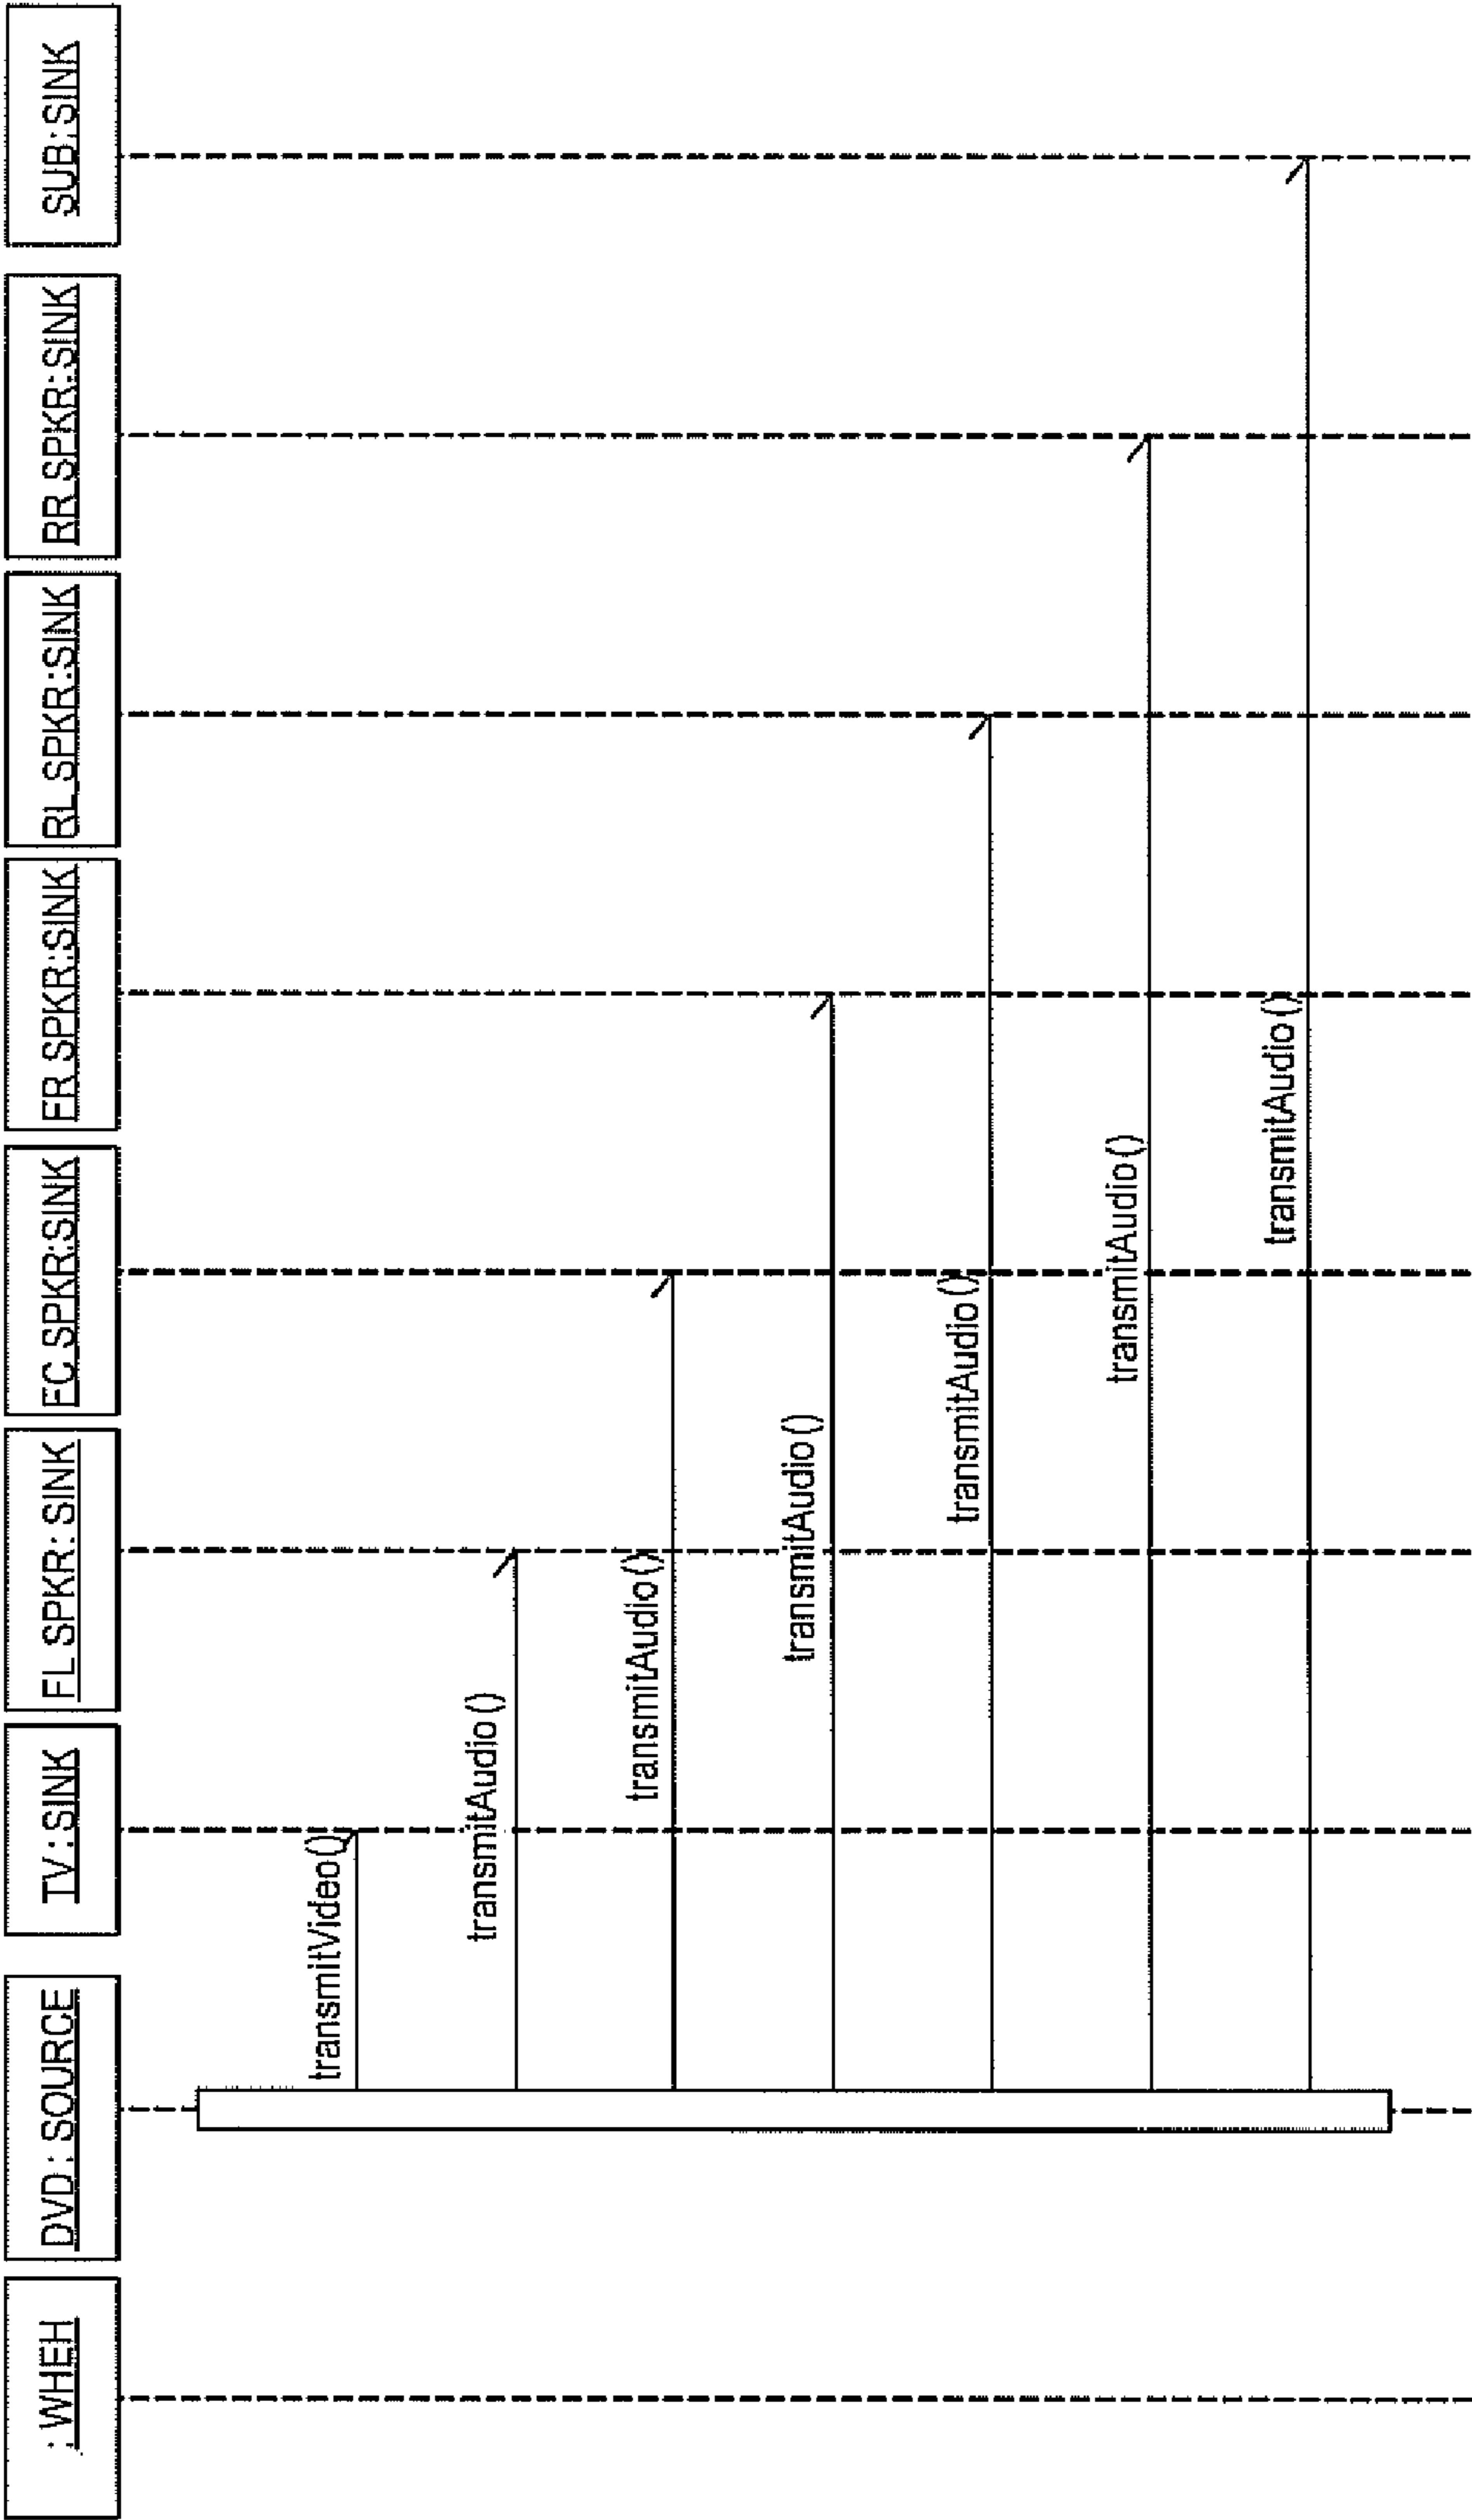 : WHEH
DVD : SOURCE
TV : SINK
FL SPKR : SINK
FC SPKR:SINK
FR SPKR:SINK
RL SPKR:SINK
RR SPKR:SINK
SUB:SINK
transmitVideo()
transmitAudio()
transmitAudio()
transmitAudio()
transmitAudio()
transmitAudio()
transmitAudio()